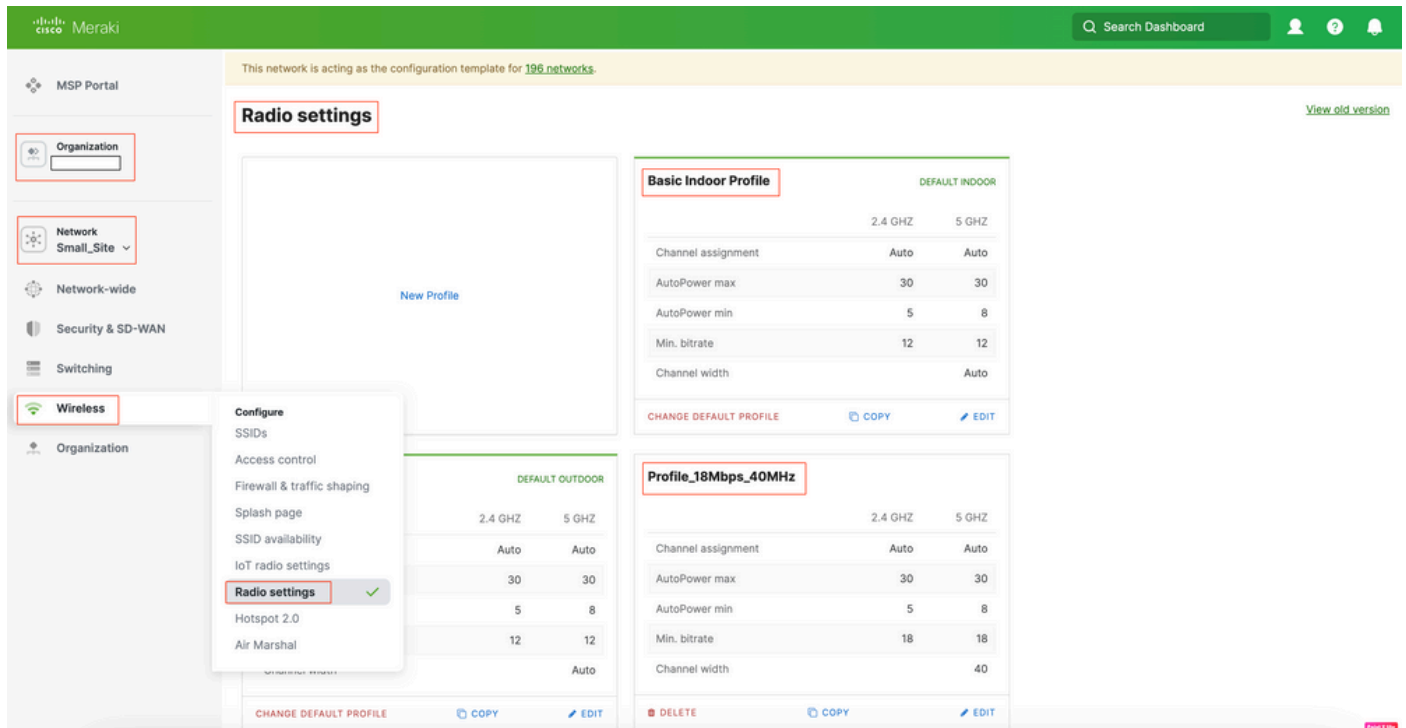 cisco Meraki
Search Dashboard
MSP Portal
This network is acting as the configuration template for 196 networks.
Radio settings
View old version
Organization
Network
Small_Site
Network-wide
Security & SD-WAN
Switching
Wireless
Organization
New Profile
Basic Indoor Profile DEFAULT INDOOR
2.4 GHZ 5 GHZ
Channel assignment Auto Auto
AutoPower max 30 30
AutoPower min 5 8
Min. bitrate 12 12
Channel width Auto
CHANGE DEFAULT PROFILE COPY EDIT
Configure
SSIDs
Access control
Firewall & traffic shaping
Splash page
SSID availability
IoT radio settings
Radio settings
Hotspot 2.0
Air Marshal
DEFAULT OUTDOOR
2.4 GHZ 5 GHZ
Auto Auto
30 30
5 8
12 12
Channel width Auto
CHANGE DEFAULT PROFILE COPY EDIT
Profile_18Mbps_40MHz
2.4 GHZ 5 GHZ
Channel assignment Auto Auto
AutoPower max 30 30
AutoPower min 5 8
Min. bitrate 18 18
Channel width 40
DELETE COPY EDIT